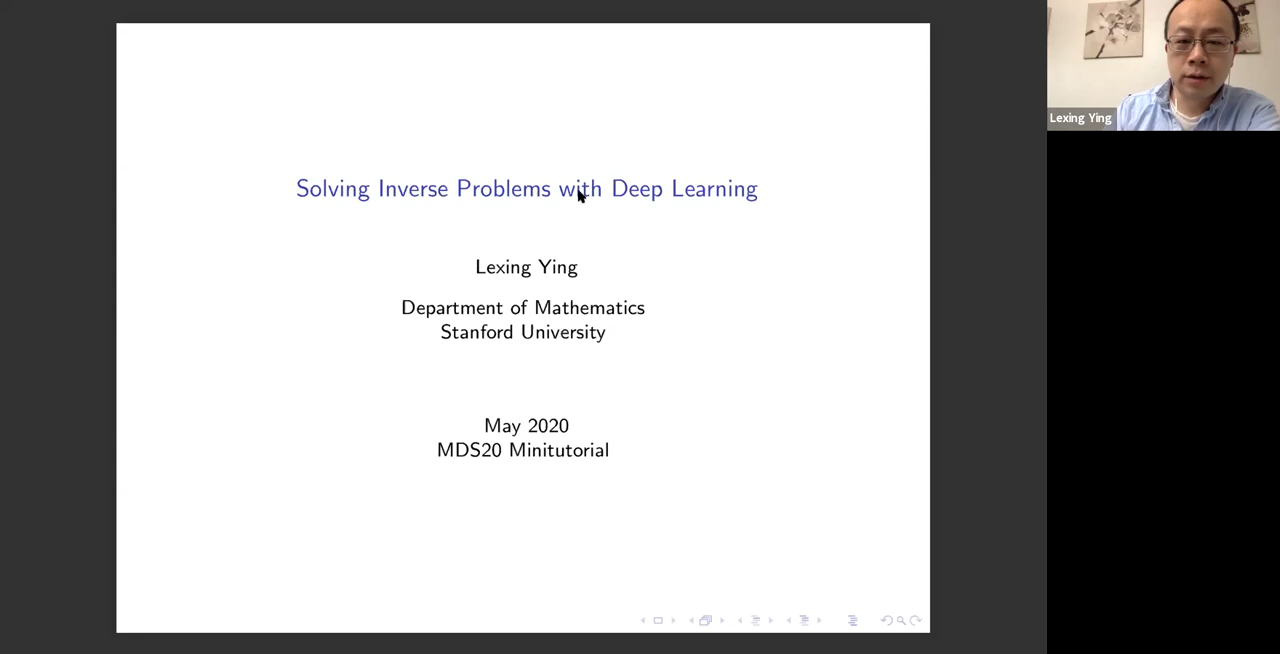 Solving Inverse Problems with Deep Learning
Lexing Ying
Department of Mathematics
Stanford University
May 2020
MDS20 Minitutorial
Lexing Ying